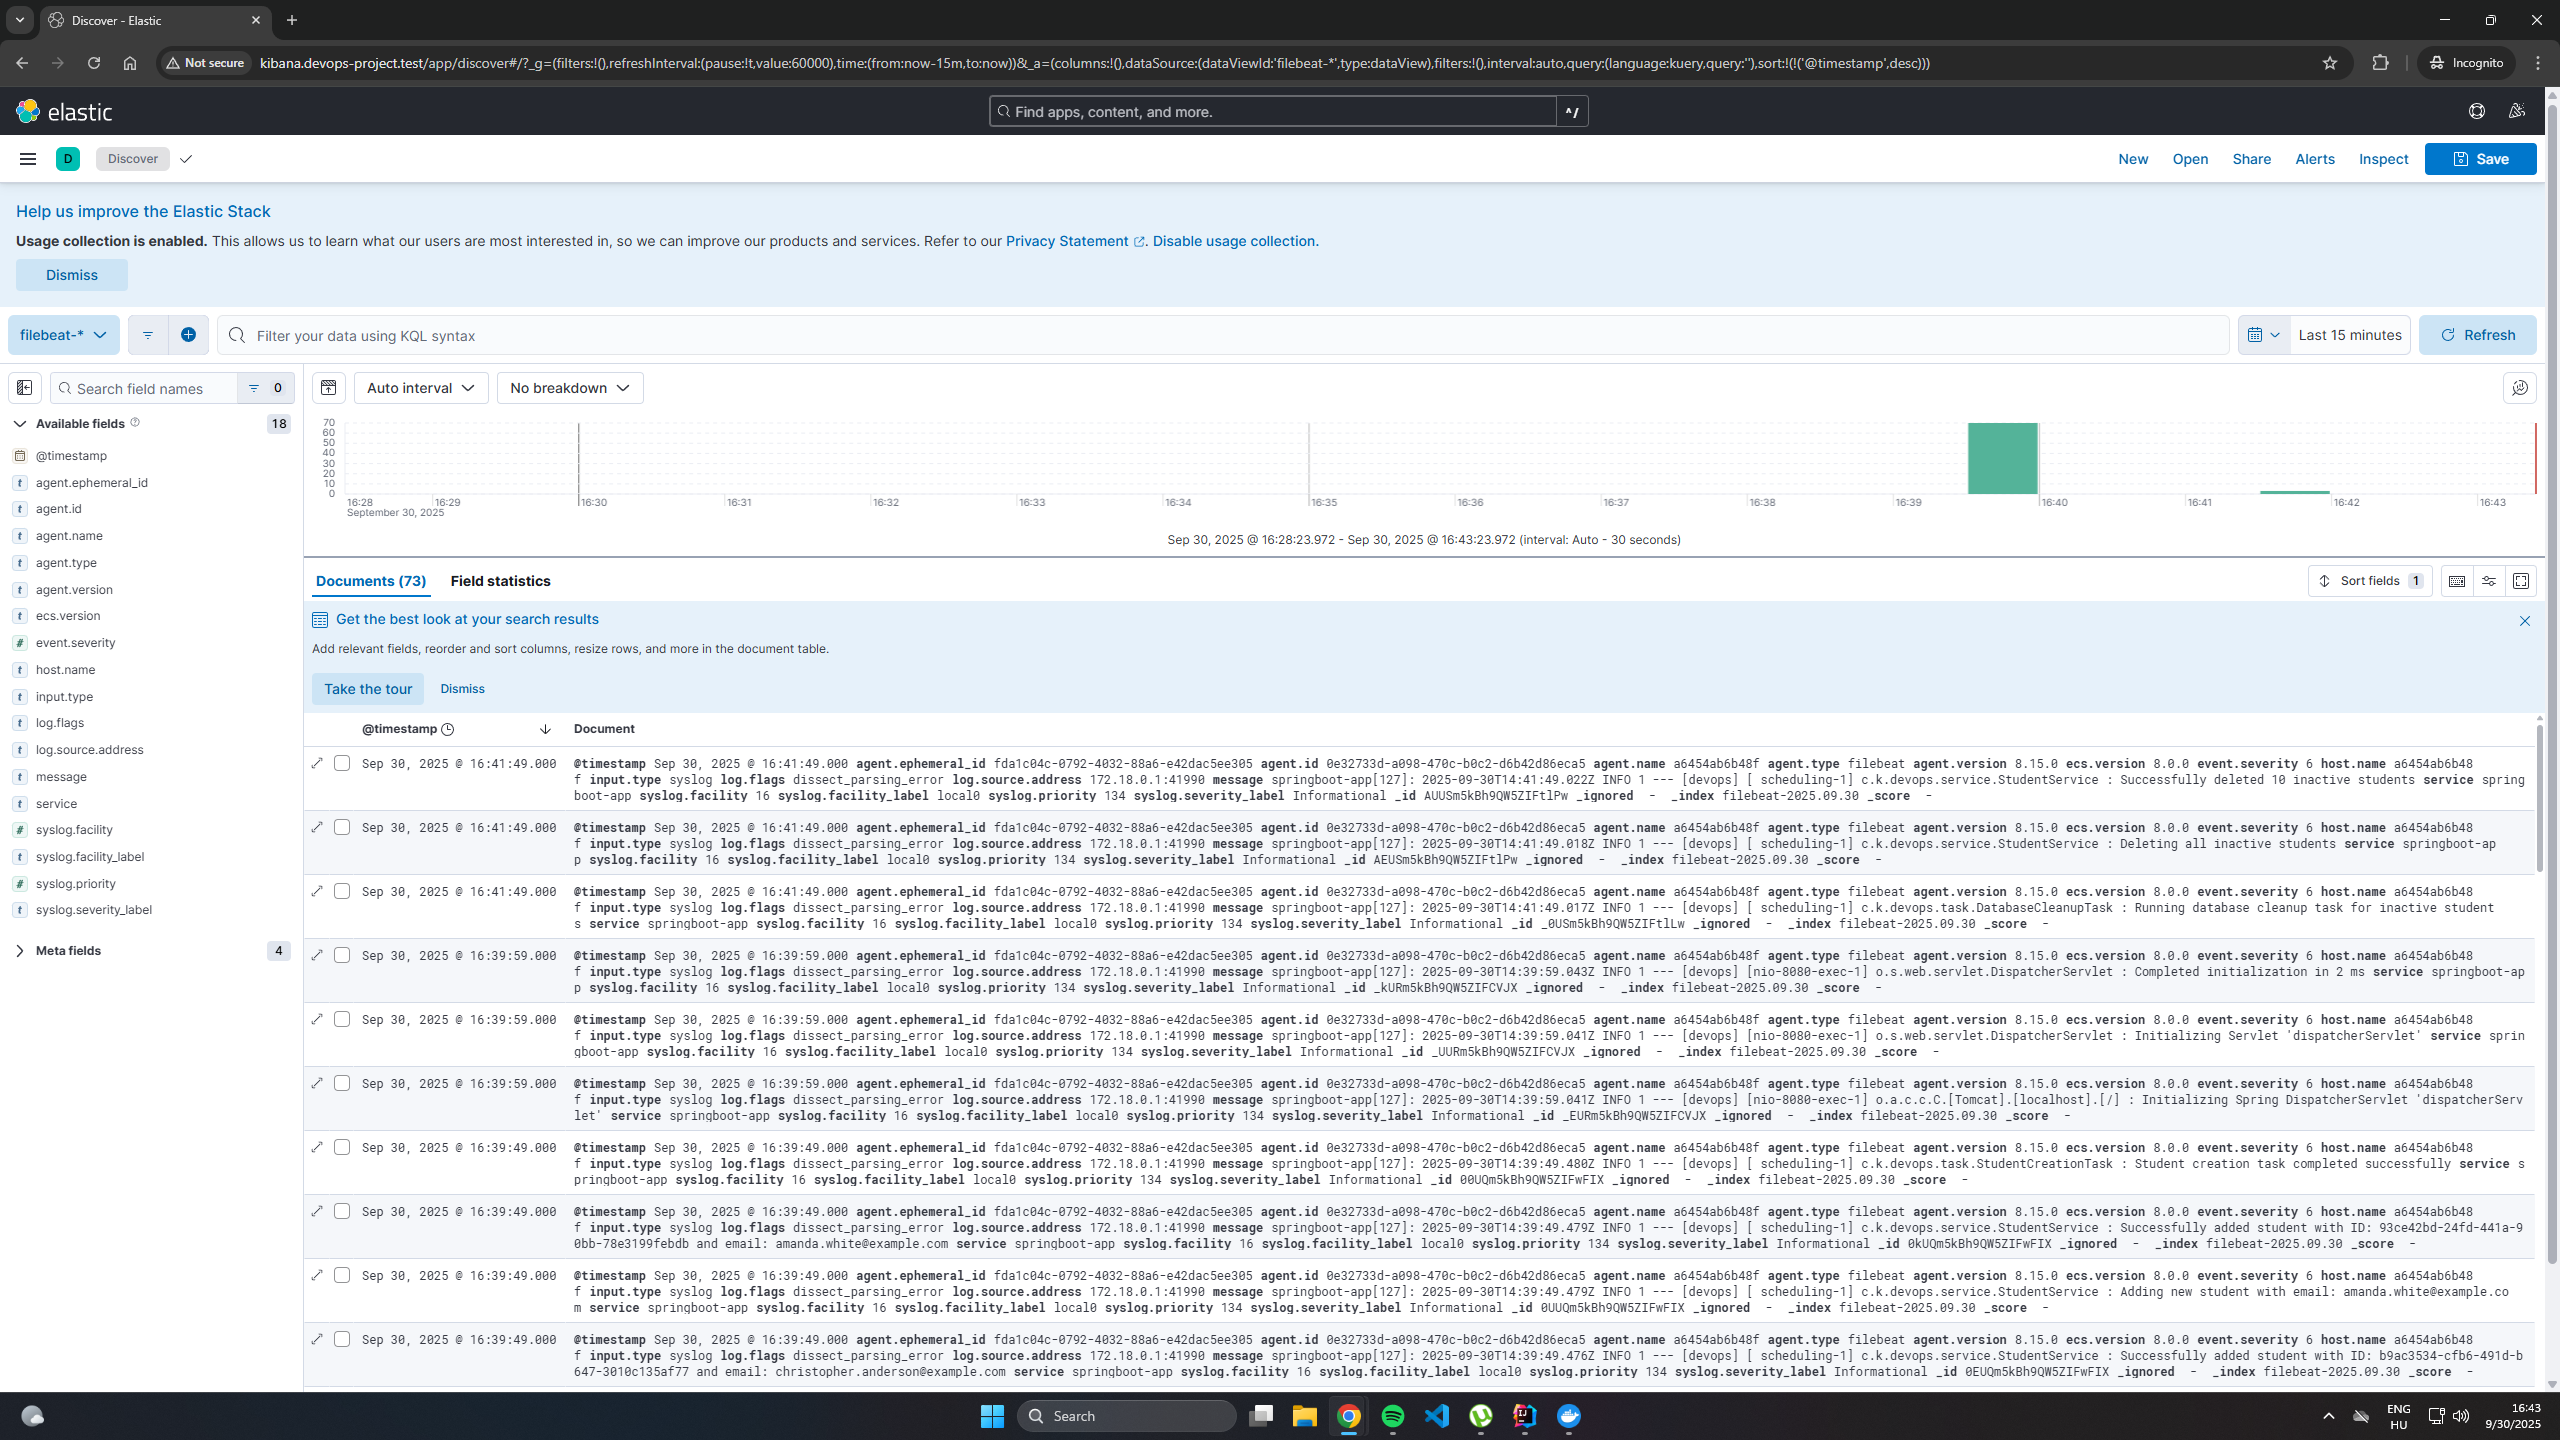 Discover - Elastic
Not secure kibana.devops-project.test/app/discover#/?_g=(filters:!(),refreshInterval:(pause:!t,value:60000),time:(from:now-15m,to:now))&_a=(columns:!(),dataSource:(dataViewId:'filebeat-*',type:dataView),filters:!(),interval:auto,query:(language:kuery,query:''),sort:!(!('@timestamp',desc))) Incognito
elastic Find apps, content, and more. ^/
D Discover New Open Share Alerts Inspect Save
Help us improve the Elastic Stack
Usage collection is enabled. This allows us to learn what our users are most interested in, so we can improve our products and services. Refer to our Privacy Statement. Disable usage collection.
Dismiss
filebeat-* Filter your data using KQL syntax Last 15 minutes Refresh
Search field names 0
Available fields 18
@timestamp
agent.ephemeral_id
agent.id
agent.name
agent.type
agent.version
ecs.version
event.severity
host.name
input.type
log.flags
log.source.address
message
service
syslog.facility
syslog.facility_label
syslog.priority
syslog.severity_label
Meta fields 4
Auto interval No breakdown
70
60
50
40
30
20
10
0
16:28 16:29 16:30 16:31 16:32 16:33 16:34 16:35 16:36 16:37 16:38 16:39 16:40 16:41 16:42 16:43
September 30, 2025
Sep 30, 2025 @ 16:28:23.972 - Sep 30, 2025 @ 16:43:23.972 (interval: Auto - 30 seconds)
Documents (73) Field statistics Sort fields 1
Get the best look at your search results
Add relevant fields, reorder and sort columns, resize rows, and more in the document table.
Take the tour Dismiss
@timestamp Document
Sep 30, 2025 @ 16:41:49.000 @timestamp Sep 30, 2025 @ 16:41:49.000 agent.ephemeral_id fda1c04c-0792-4032-88a6-e42dac5ee305 agent.id 0e32733d-a098-470c-b0c2-d6b42d86eca5 agent.name a6454ab6b48f agent.type filebeat agent.version 8.15.0 ecs.version 8.0.0 event.severity 6 host.name a6454ab6b48
f input.type syslog log.flags dissect_parsing_error log.source.address 172.18.0.1:41990 message springboot-app[127]: 2025-09-30T14:41:49.022Z INFO 1 --- [devops] [ scheduling-1] c.k.devops.service.StudentService : Successfully deleted 10 inactive students service spring
boot-app syslog.facility 16 syslog.facility_label local0 syslog.priority 134 syslog.severity_label Informational _id AUUSm5kBh9QW5ZIFtlPw _ignored - _index filebeat-2025.09.30 _score -
Sep 30, 2025 @ 16:41:49.000 @timestamp Sep 30, 2025 @ 16:41:49.000 agent.ephemeral_id fda1c04c-0792-4032-88a6-e42dac5ee305 agent.id 0e32733d-a098-470c-b0c2-d6b42d86eca5 agent.name a6454ab6b48f agent.type filebeat agent.version 8.15.0 ecs.version 8.0.0 event.severity 6 host.name a6454ab6b48
f input.type syslog log.flags dissect_parsing_error log.source.address 172.18.0.1:41990 message springboot-app[127]: 2025-09-30T14:41:49.018Z INFO 1 --- [devops] [ scheduling-1] c.k.devops.service.StudentService : Deleting all inactive students service springboot-ap
p syslog.facility 16 syslog.facility_label local0 syslog.priority 134 syslog.severity_label Informational _id AEUSm5kBh9QW5ZIFtlPw _ignored - _index filebeat-2025.09.30 _score -
Sep 30, 2025 @ 16:41:49.000 @timestamp Sep 30, 2025 @ 16:41:49.000 agent.ephemeral_id fda1c04c-0792-4032-88a6-e42dac5ee305 agent.id 0e32733d-a098-470c-b0c2-d6b42d86eca5 agent.name a6454ab6b48f agent.type filebeat agent.version 8.15.0 ecs.version 8.0.0 event.severity 6 host.name a6454ab6b48
f input.type syslog log.flags dissect_parsing_error log.source.address 172.18.0.1:41990 message springboot-app[127]: 2025-09-30T14:41:49.017Z INFO 1 --- [devops] [ scheduling-1] c.k.devops.task.DatabaseCleanupTask : Running database cleanup task for inactive student
s service springboot-app syslog.facility 16 syslog.facility_label local0 syslog.priority 134 syslog.severity_label Informational _id _0USm5kBh9QW5ZIFtlLw _ignored - _index filebeat-2025.09.30 _score -
Sep 30, 2025 @ 16:39:59.000 @timestamp Sep 30, 2025 @ 16:39:59.000 agent.ephemeral_id fda1c04c-0792-4032-88a6-e42dac5ee305 agent.id 0e32733d-a098-470c-b0c2-d6b42d86eca5 agent.name a6454ab6b48f agent.type filebeat agent.version 8.15.0 ecs.version 8.0.0 event.severity 6 host.name a6454ab6b48
f input.type syslog log.flags dissect_parsing_error log.source.address 172.18.0.1:41990 message springboot-app[127]: 2025-09-30T14:39:59.043Z INFO 1 --- [devops] [nio-8080-exec-1] o.s.web.servlet.DispatcherServlet : Completed initialization in 2 ms service springboot-ap
p syslog.facility 16 syslog.facility_label local0 syslog.priority 134 syslog.severity_label Informational _id _kURm5kBh9QW5ZIFCVJX _ignored - _index filebeat-2025.09.30 _score -
Sep 30, 2025 @ 16:39:59.000 @timestamp Sep 30, 2025 @ 16:39:59.000 agent.ephemeral_id fda1c04c-0792-4032-88a6-e42dac5ee305 agent.id 0e32733d-a098-470c-b0c2-d6b42d86eca5 agent.name a6454ab6b48f agent.type filebeat agent.version 8.15.0 ecs.version 8.0.0 event.severity 6 host.name a6454ab6b48
f input.type syslog log.flags dissect_parsing_error log.source.address 172.18.0.1:41990 message springboot-app[127]: 2025-09-30T14:39:59.041Z INFO 1 --- [devops] [nio-8080-exec-1] o.s.web.servlet.DispatcherServlet : Initializing Servlet 'dispatcherServlet' service sprin
gboot-app syslog.facility 16 syslog.facility_label local0 syslog.priority 134 syslog.severity_label Informational _id _UURm5kBh9QW5ZIFCVJX _ignored - _index filebeat-2025.09.30 _score -
Sep 30, 2025 @ 16:39:59.000 @timestamp Sep 30, 2025 @ 16:39:59.000 agent.ephemeral_id fda1c04c-0792-4032-88a6-e42dac5ee305 agent.id 0e32733d-a098-470c-b0c2-d6b42d86eca5 agent.name a6454ab6b48f agent.type filebeat agent.version 8.15.0 ecs.version 8.0.0 event.severity 6 host.name a6454ab6b48
f input.type syslog log.flags dissect_parsing_error log.source.address 172.18.0.1:41990 message springboot-app[127]: 2025-09-30T14:39:59.041Z INFO 1 --- [devops] [nio-8080-exec-1] o.a.c.c.C.[Tomcat].[localhost].[/] : Initializing Spring DispatcherServlet 'dispatcherServ
let' service springboot-app syslog.facility 16 syslog.facility_label local0 syslog.priority 134 syslog.severity_label Informational _id _EURm5kBh9QW5ZIFCVJX _ignored - _index filebeat-2025.09.30 _score -
Sep 30, 2025 @ 16:39:49.000 @timestamp Sep 30, 2025 @ 16:39:49.000 agent.ephemeral_id fda1c04c-0792-4032-88a6-e42dac5ee305 agent.id 0e32733d-a098-470c-b0c2-d6b42d86eca5 agent.name a6454ab6b48f agent.type filebeat agent.version 8.15.0 ecs.version 8.0.0 event.severity 6 host.name a6454ab6b48
f input.type syslog log.flags dissect_parsing_error log.source.address 172.18.0.1:41990 message springboot-app[127]: 2025-09-30T14:39:49.480Z INFO 1 --- [devops] [ scheduling-1] c.k.devops.task.StudentCreationTask : Student creation task completed successfully service s
pringboot-app syslog.facility 16 syslog.facility_label local0 syslog.priority 134 syslog.severity_label Informational _id 00UQm5kBh9QW5ZIFwFIX _ignored - _index filebeat-2025.09.30 _score -
Sep 30, 2025 @ 16:39:49.000 @timestamp Sep 30, 2025 @ 16:39:49.000 agent.ephemeral_id fda1c04c-0792-4032-88a6-e42dac5ee305 agent.id 0e32733d-a098-470c-b0c2-d6b42d86eca5 agent.name a6454ab6b48f agent.type filebeat agent.version 8.15.0 ecs.version 8.0.0 event.severity 6 host.name a6454ab6b48
f input.type syslog log.flags dissect_parsing_error log.source.address 172.18.0.1:41990 message springboot-app[127]: 2025-09-30T14:39:49.479Z INFO 1 --- [devops] [ scheduling-1] c.k.devops.service.StudentService : Successfully added student with ID: 93ce42bd-24fd-441a-9
0bb-78e3199febdb and email: amanda.white@example.com service springboot-app syslog.facility 16 syslog.facility_label local0 syslog.priority 134 syslog.severity_label Informational _id 0kUQm5kBh9QW5ZIFwFIX _ignored - _index filebeat-2025.09.30 _score -
Sep 30, 2025 @ 16:39:49.000 @timestamp Sep 30, 2025 @ 16:39:49.000 agent.ephemeral_id fda1c04c-0792-4032-88a6-e42dac5ee305 agent.id 0e32733d-a098-470c-b0c2-d6b42d86eca5 agent.name a6454ab6b48f agent.type filebeat agent.version 8.15.0 ecs.version 8.0.0 event.severity 6 host.name a6454ab6b48
f input.type syslog log.flags dissect_parsing_error log.source.address 172.18.0.1:41990 message springboot-app[127]: 2025-09-30T14:39:49.479Z INFO 1 --- [devops] [ scheduling-1] c.k.devops.service.StudentService : Adding new student with email: amanda.white@example.co
m service springboot-app syslog.facility 16 syslog.facility_label local0 syslog.priority 134 syslog.severity_label Informational _id 0UUQm5kBh9QW5ZIFwFIX _ignored - _index filebeat-2025.09.30 _score -
Sep 30, 2025 @ 16:39:49.000 @timestamp Sep 30, 2025 @ 16:39:49.000 agent.ephemeral_id fda1c04c-0792-4032-88a6-e42dac5ee305 agent.id 0e32733d-a098-470c-b0c2-d6b42d86eca5 agent.name a6454ab6b48f agent.type filebeat agent.version 8.15.0 ecs.version 8.0.0 event.severity 6 host.name a6454ab6b48
f input.type syslog log.flags dissect_parsing_error log.source.address 172.18.0.1:41990 message springboot-app[127]: 2025-09-30T14:39:49.476Z INFO 1 --- [devops] [ scheduling-1] c.k.devops.service.StudentService : Successfully added student with ID: b9ac3534-cfb6-491d-b
647-3010c135af77 and email: christopher.anderson@example.com service springboot-app syslog.facility 16 syslog.facility_label local0 syslog.priority 134 syslog.severity_label Informational _id 0EUQm5kBh9QW5ZIFwFIX _ignored - _index filebeat-2025.09.30 _score -
Search ENG 16:43
HU 9/30/2025